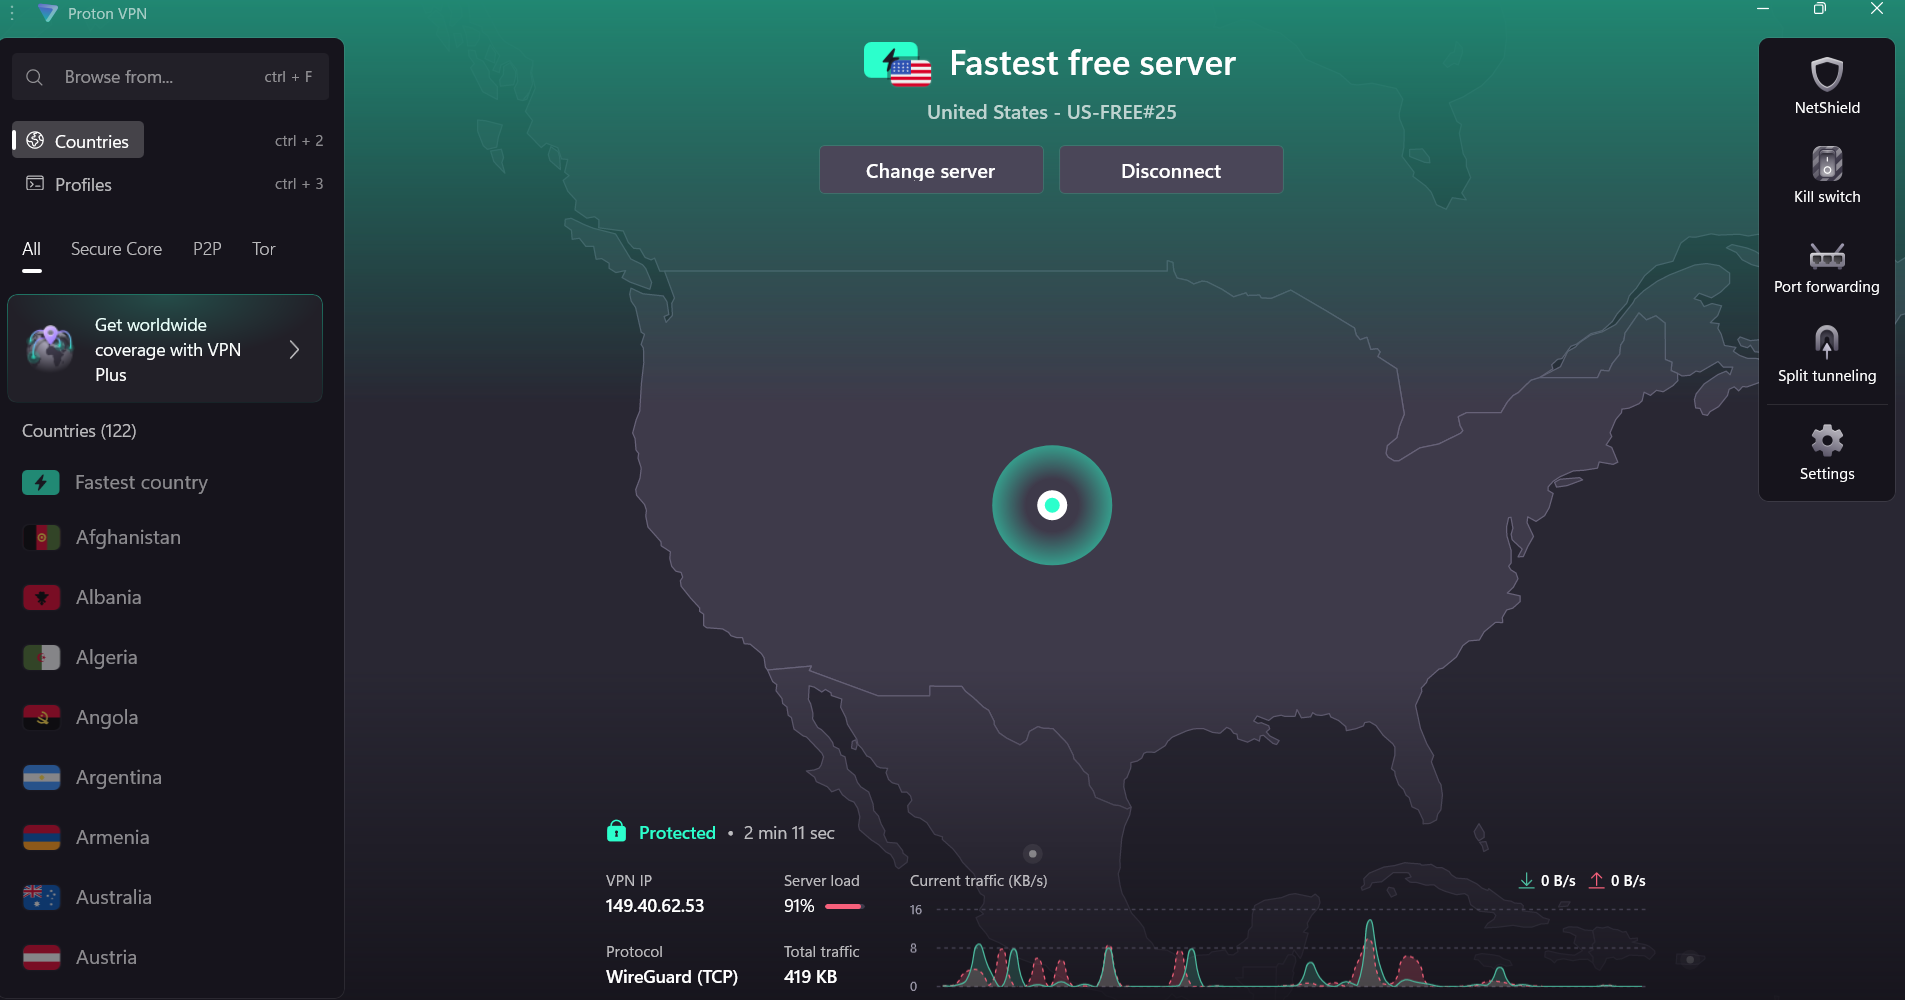 Proton VPN
Browse from... ctrl + F
Countries ctrl + 2
Profiles ctrl + 3
All Secure Core P2P Tor
Get worldwide
coverage with VPN
Plus
Countries (122)
Fastest country
Afghanistan
Albania
Algeria
Angola
Argentina
Armenia
Australia
Austria
Fastest free server
United States - US-FREE#25
Change server Disconnect
Protected • 2 min 11 sec
VPN IP
149.40.62.53
Server load
91%
Protocol
WireGuard (TCP)
Total traffic
419 KB
Current traffic (KB/s)
0 B/s 0 B/s
16
8
0
NetShield
Kill switch
Port forwarding
Split tunneling
Settings